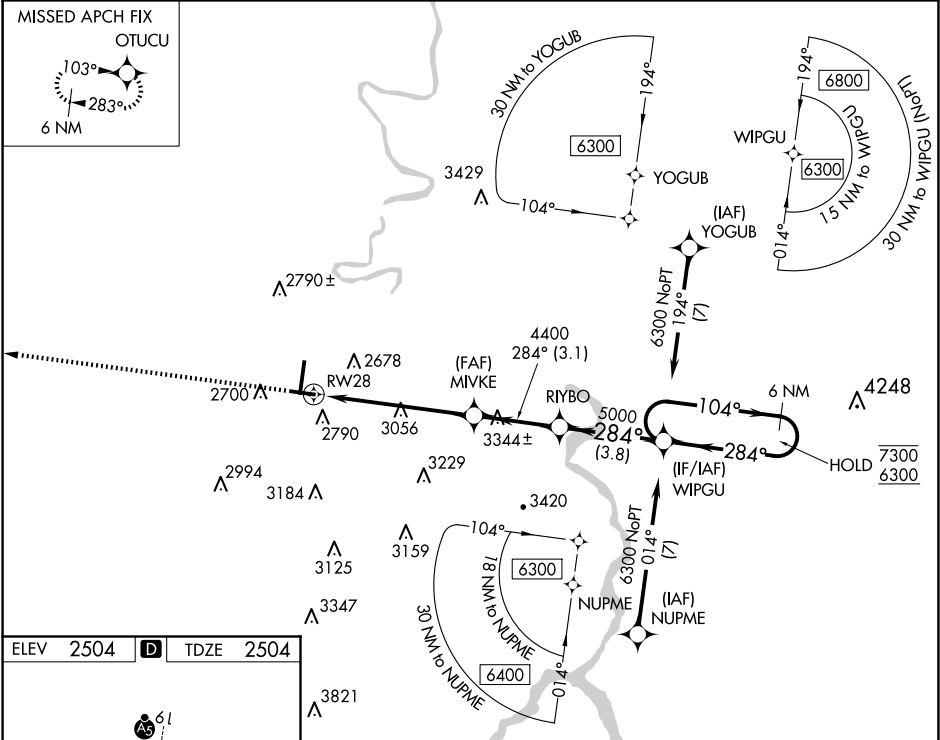 MISSED APCH FIX
OTUCU
103°
283°
6 NM
30 NM to YOGUB
194°
6300
YOGUB
104°
3429
194°
6800
WIPGU
6300
15 NM to WIPGU
30 NM to WIPGU (NoPT)
014°
(IAF)
YOGUB
6300 NoPT
194°
(7)
2790±
4400
284° (3.1)
2678
(FAF)
MIVKE
RW28
2700
RIYBO
5000
6 NM
104°
4248
2790
3056
3344±
284°
(3.8)
284°
HOLD
7300
6300
(IF/IAF)
WIPGU
2994
3229
3184
3420
104°
6300 NoPT
014°
(7)
3159
3125
6300
18 NM to NUPME
NUPME
(IAF)
NUPME
3347
30 NM to NUPME
6400
014°
ELEV 2504
D
TDZE 2504
3821
A5
61